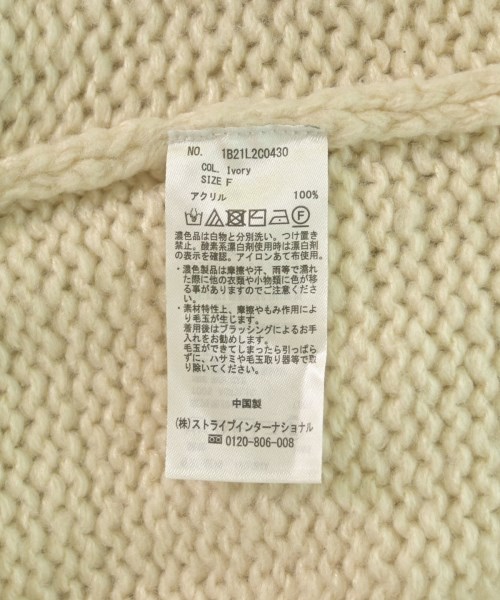 NO. 1B21L2C0430
COL. Ivory
SIZE F
アクリル 100%
濃色品は白物と分別洗い。つけ置き
禁止。酸素系漂白剤使用時は漂白剤
の表示を確認。アイロンあて布使用。
・濃色製品は摩擦や汗、雨等で濡れ
た際に他の衣類や小物類に色が移
る事がありますのでご注意くださ
い。
・素材特性上、摩擦やもみ作用によ
り毛玉が生じます。
着用後はブラッシングによるお手
入れをお勧めします。
毛玉ができてしまったら引っぱら
ずに、ハサミや毛玉取り器等で取
り除いてください。
中国製
(株)ストライプインターナショナル
0120-806-008